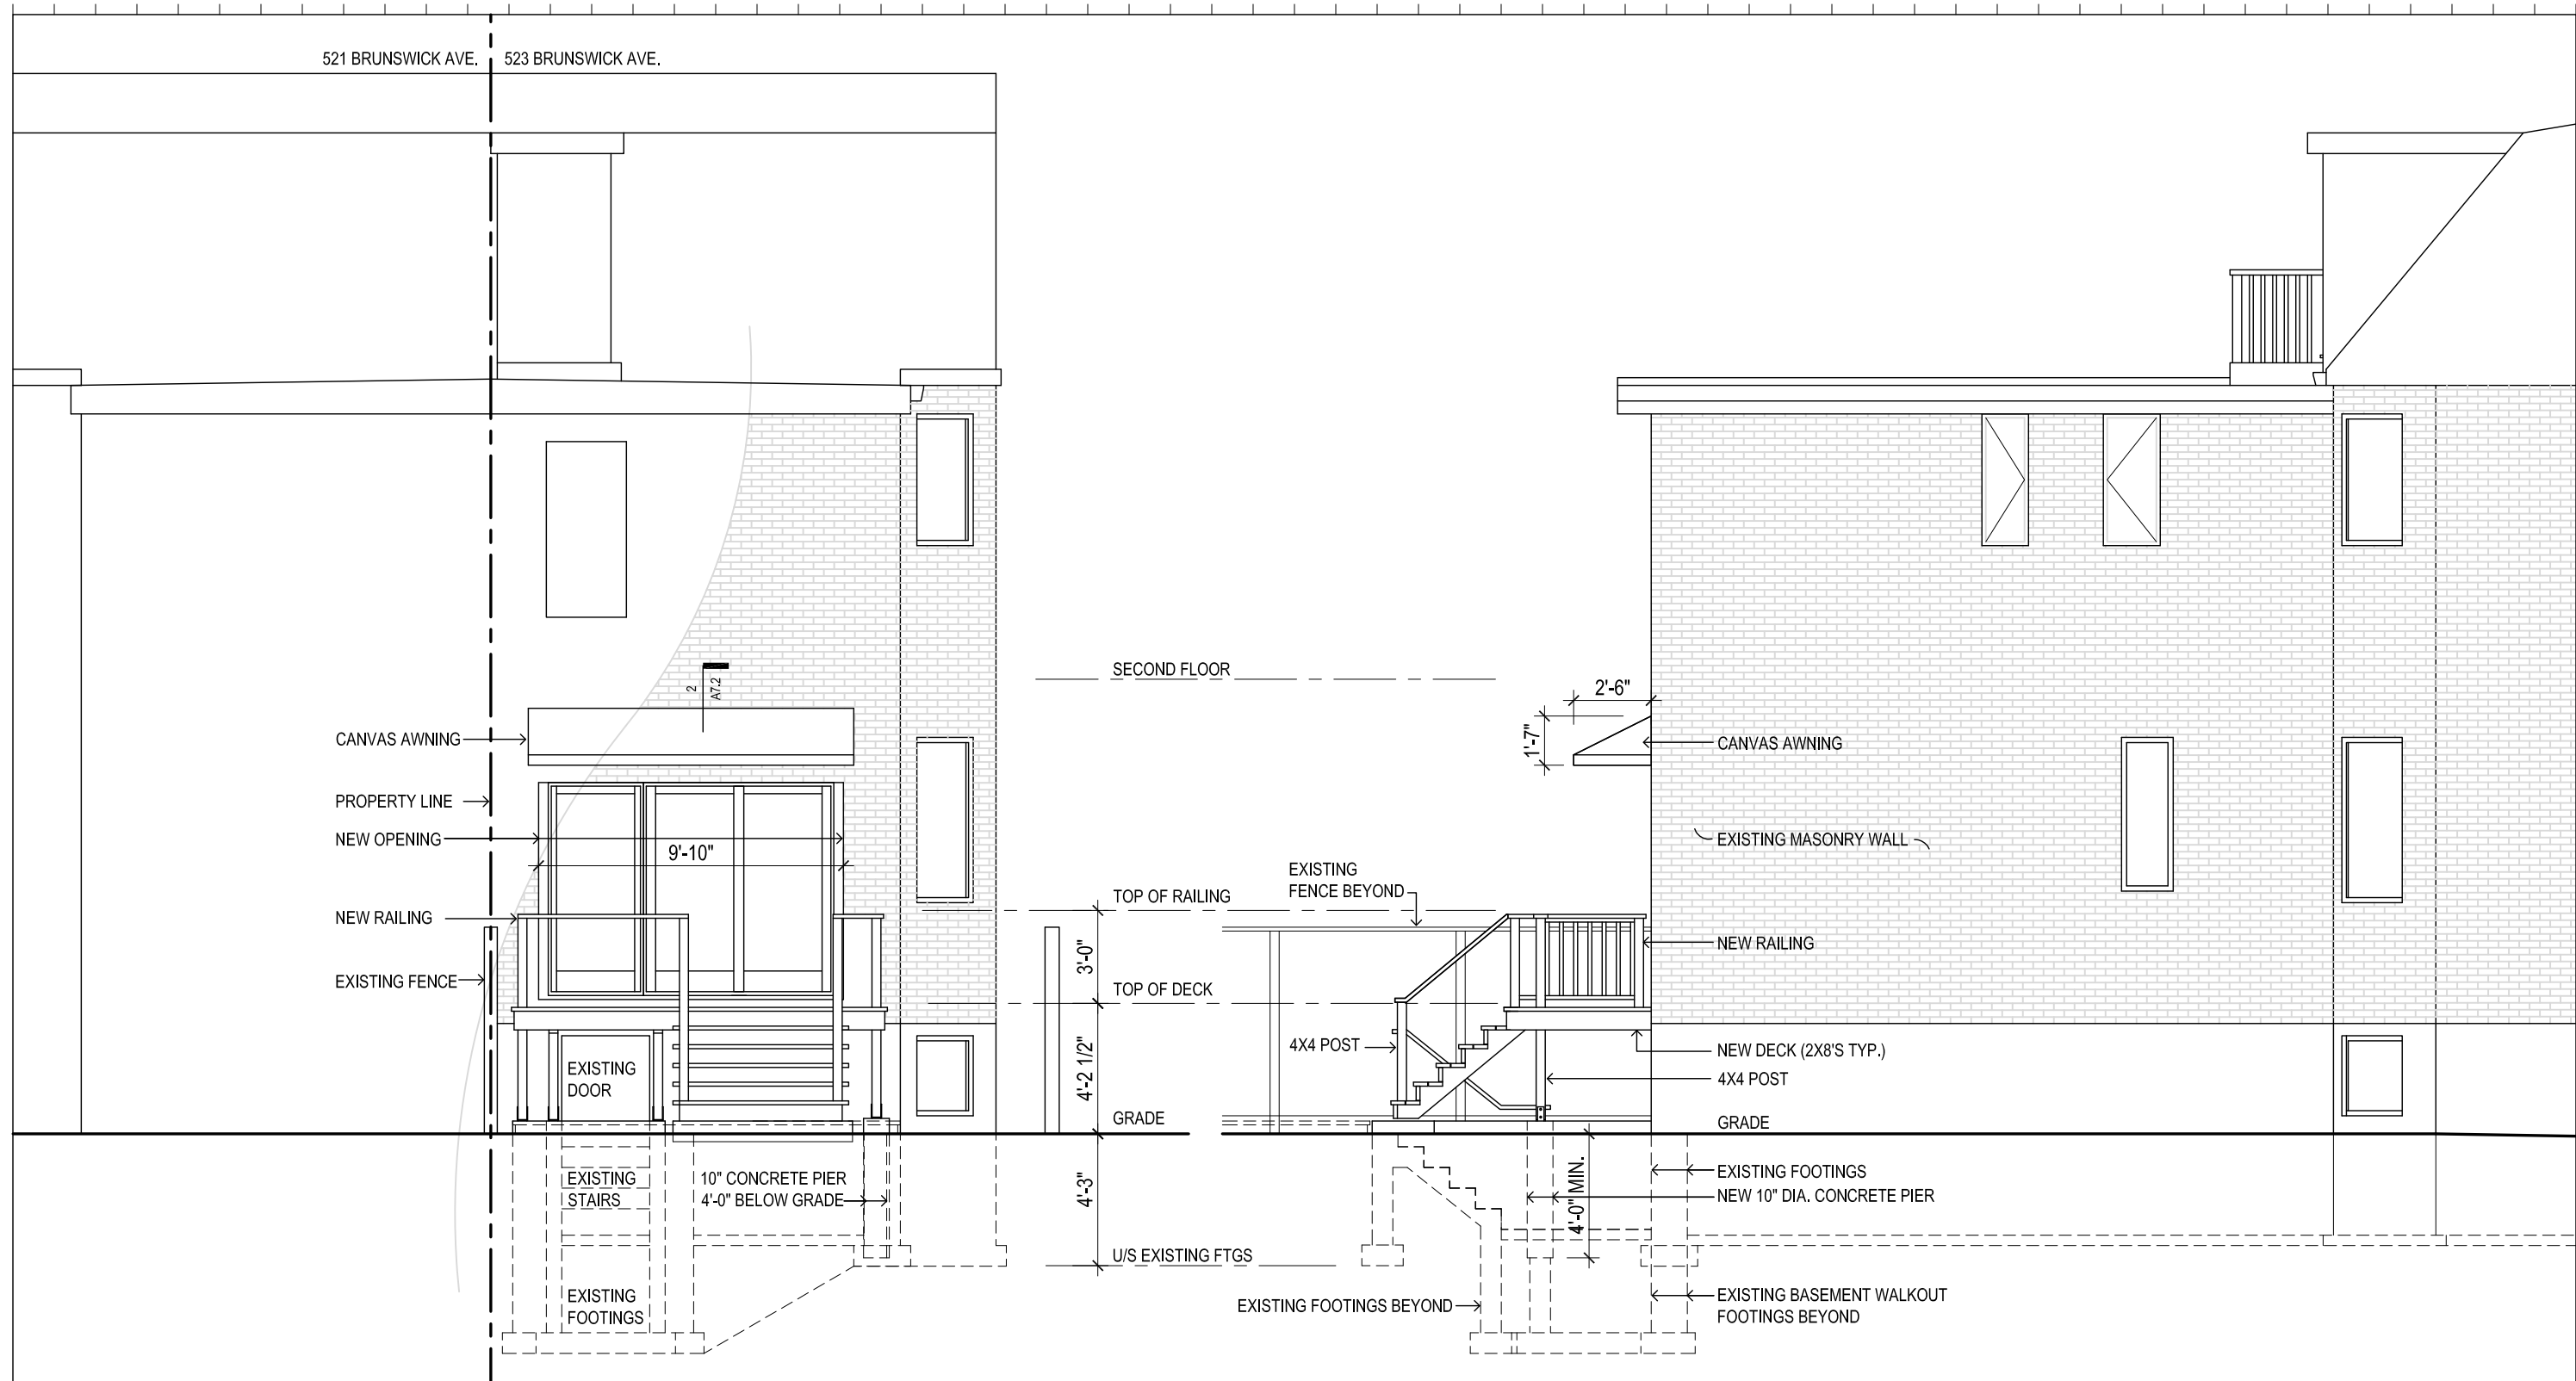 521 BRUNSWICK AVE.
523 BRUNSWICK AVE.
2
A7.2
CANVAS AWNING
PROPERTY LINE
NEW OPENING
9'-10"
NEW RAILING
EXISTING FENCE
EXISTING
DOOR
EXISTING
STAIRS
10" CONCRETE PIER
4'-0" BELOW GRADE
EXISTING
FOOTINGS
SECOND FLOOR
TOP OF RAILING
3'-0"
TOP OF DECK
4'-2 1/2"
GRADE
4'-3"
U/S EXISTING FTGS
2'-6"
1'-7"
CANVAS AWNING
EXISTING MASONRY WALL
EXISTING
FENCE BEYOND
NEW RAILING
4X4 POST
NEW DECK (2X8'S TYP.)
4X4 POST
GRADE
4'-0" MIN.
EXISTING FOOTINGS
NEW 10" DIA. CONCRETE PIER
EXISTING FOOTINGS BEYOND
EXISTING BASEMENT WALKOUT
FOOTINGS BEYOND